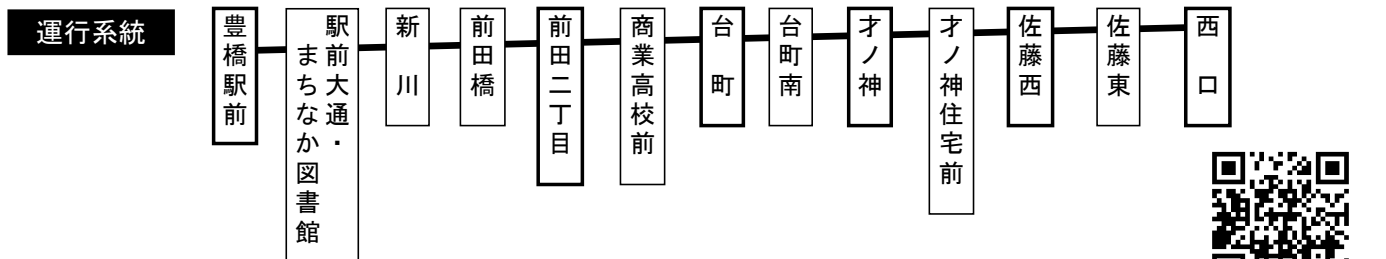 運行系統
豊橋駅前
駅前大通・
まちなか図書館
新川
前田橋
前田二丁目
商業高校前
台町
台町南
才ノ神
才ノ神住宅前
佐藤西
佐藤東
西口